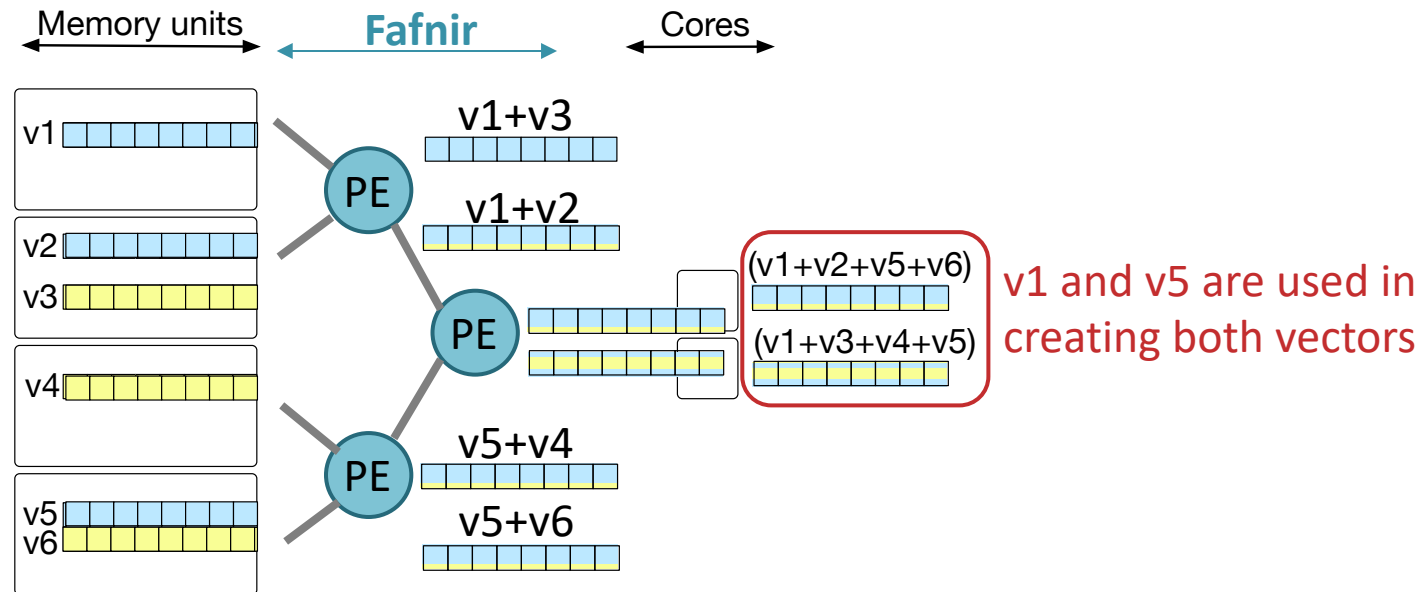 Memory units
Fafnir
Cores
v1
v2
v3
v4
v5
v6
PE
PE
PE
v1+v3
v1+v2
v5+v4
v5+v6
(v1+v2+v5+v6)
(v1+v3+v4+v5)
v1 and v5 are used in
creating both vectors